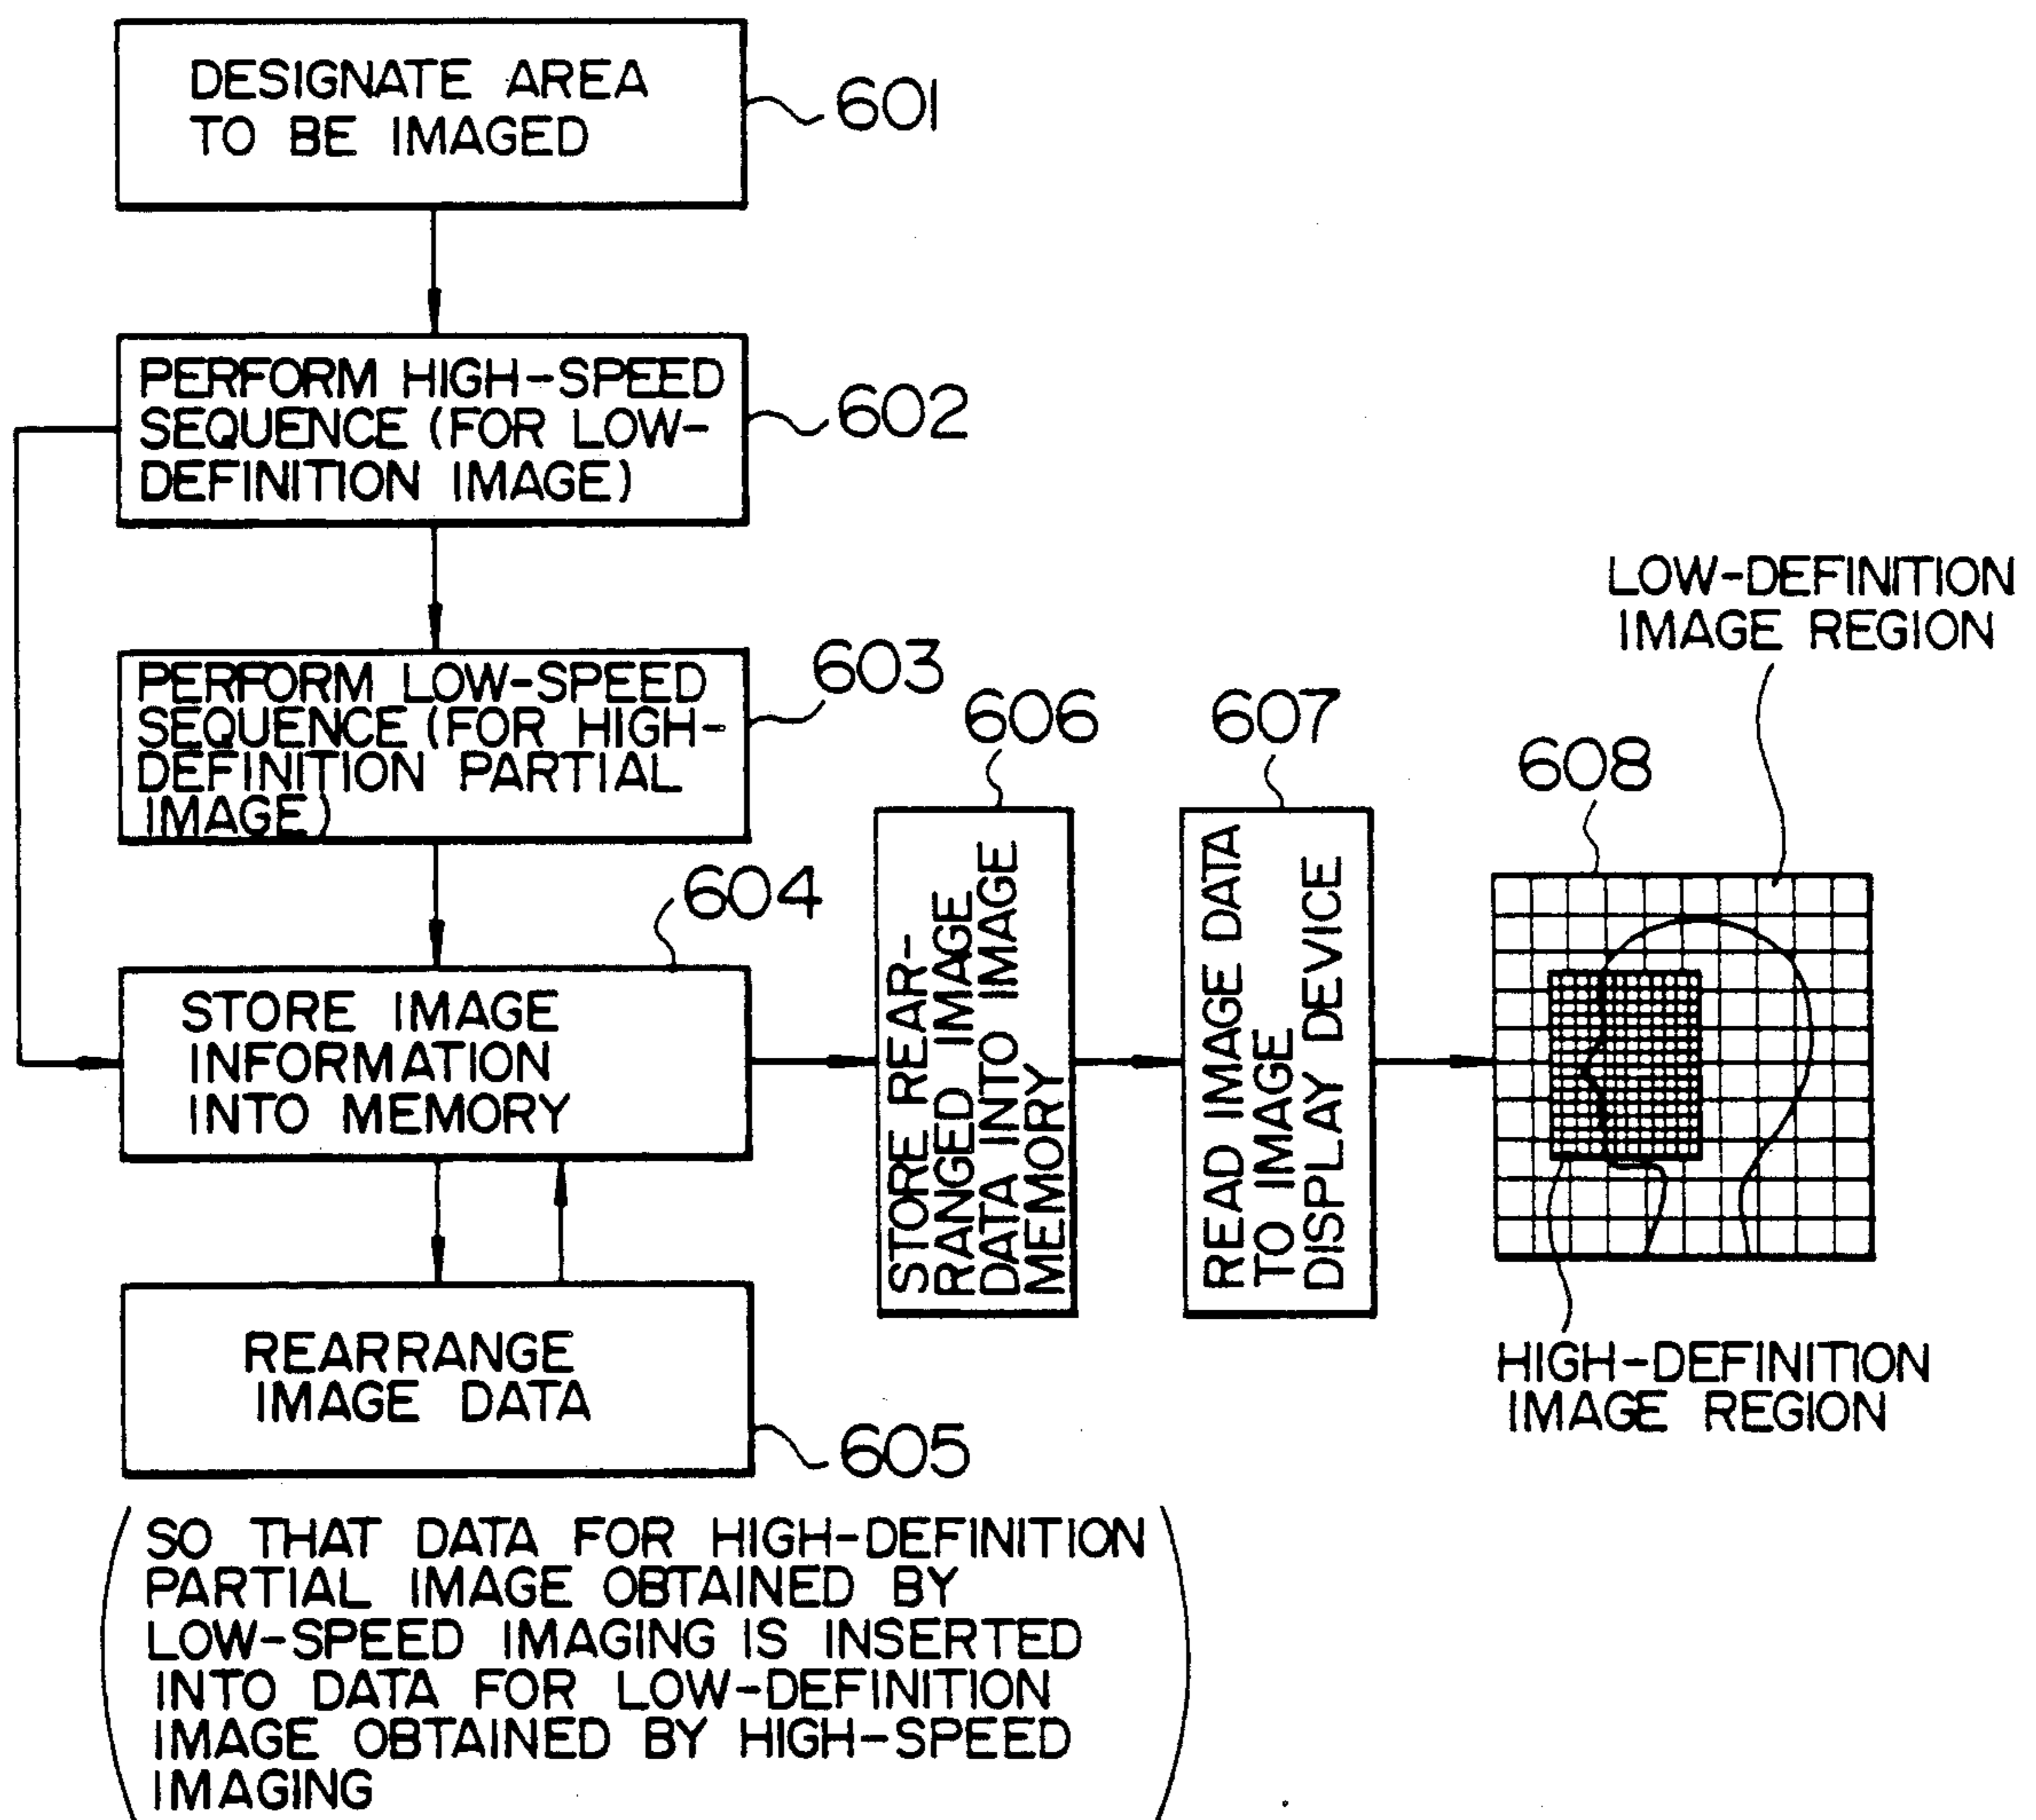 DESIGNATE AREA
TO BE IMAGED
601
PERFORM HIGH-SPEED
SEQUENCE (FOR LOW-
DEFINITION IMAGE)
602
PERFORM LOW-SPEED
SEQUENCE (FOR HIGH-
DEFINITION PARTIAL
IMAGE)
603
604
STORE IMAGE
INFORMATION
INTO MEMORY
REARRANGE
IMAGE DATA
605
SO THAT DATA FOR HIGH-DEFINITION
PARTIAL IMAGE OBTAINED BY
LOW-SPEED IMAGING IS INSERTED
INTO DATA FOR LOW-DEFINITION
IMAGE OBTAINED BY HIGH-SPEED
IMAGING
606
STORE REAR-
RANGED IMAGE
DATA INTO IMAGE
MEMORY
607
READ IMAGE DATA
TO IMAGE
DISPLAY DEVICE
608
LOW-DEFINITION
IMAGE REGION
HIGH-DEFINITION
IMAGE REGION